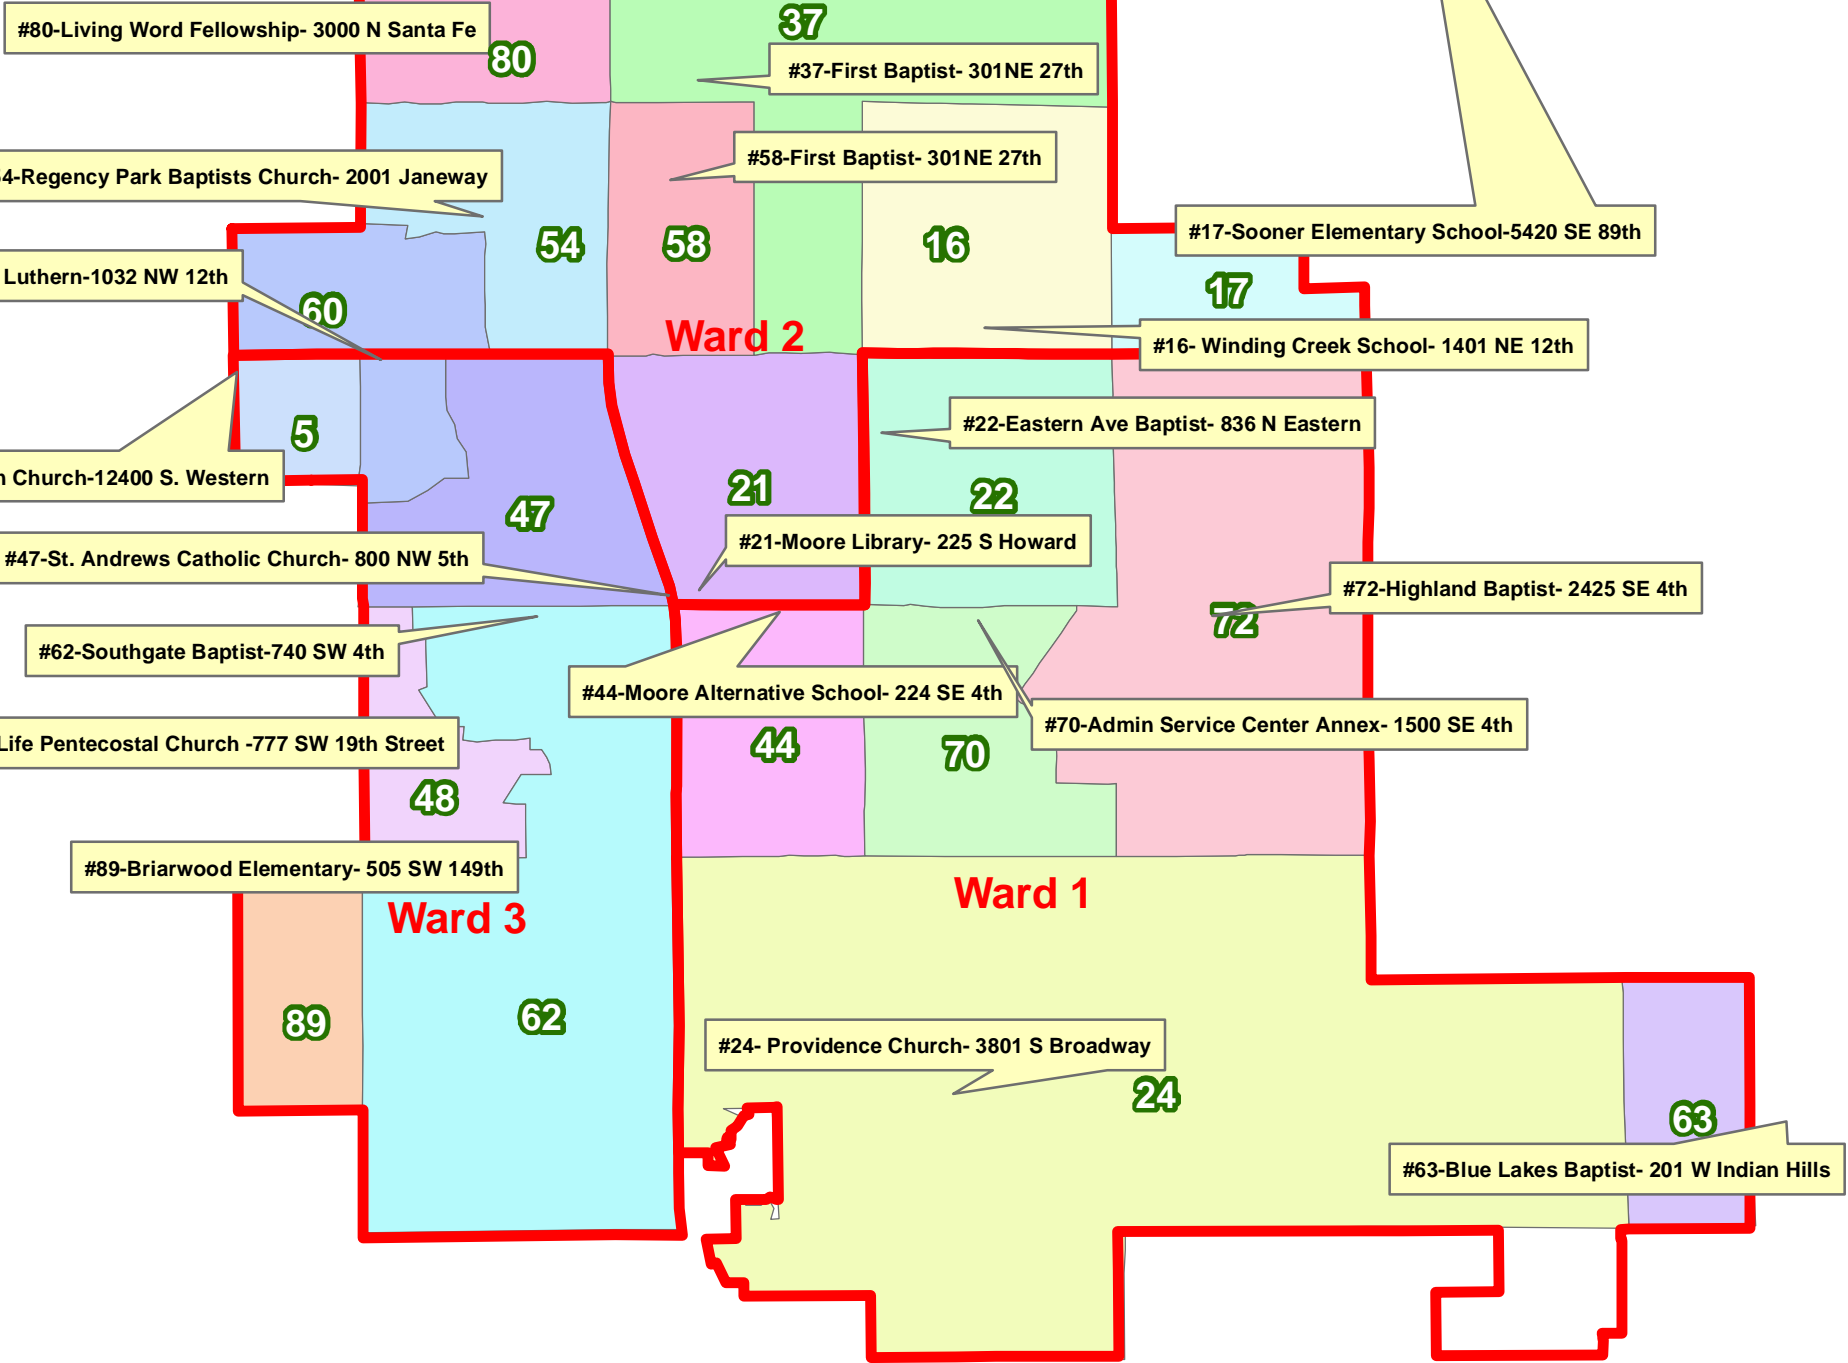 37
#80-Living Word Fellowship- 3000 N Santa Fe
80
#37-First Baptist- 301NE 27th
#58-First Baptist- 301NE 27th
4-Regency Park Baptists Church- 2001 Janeway
#17-Sooner Elementary School-5420 SE 89th
54
58
16
Luthern-1032 NW 12th
17
60
Ward 2
#16- Winding Creek School- 1401 NE 12th
#22-Eastern Ave Baptist- 836 N Eastern
5
Church-12400 S. Western
21
22
47
#21-Moore Library- 225 S Howard
#47-St. Andrews Catholic Church- 800 NW 5th
#72-Highland Baptist- 2425 SE 4th
72
#62-Southgate Baptist-740 SW 4th
#44-Moore Alternative School- 224 SE 4th
#70-Admin Service Center Annex- 1500 SE 4th
Life Pentecostal Church -777 SW 19th Street
44
70
48
#89-Briarwood Elementary- 505 SW 149th
Ward 1
Ward 3
89
62
#24- Providence Church- 3801 S Broadway
24
63
#63-Blue Lakes Baptist- 201 W Indian Hills